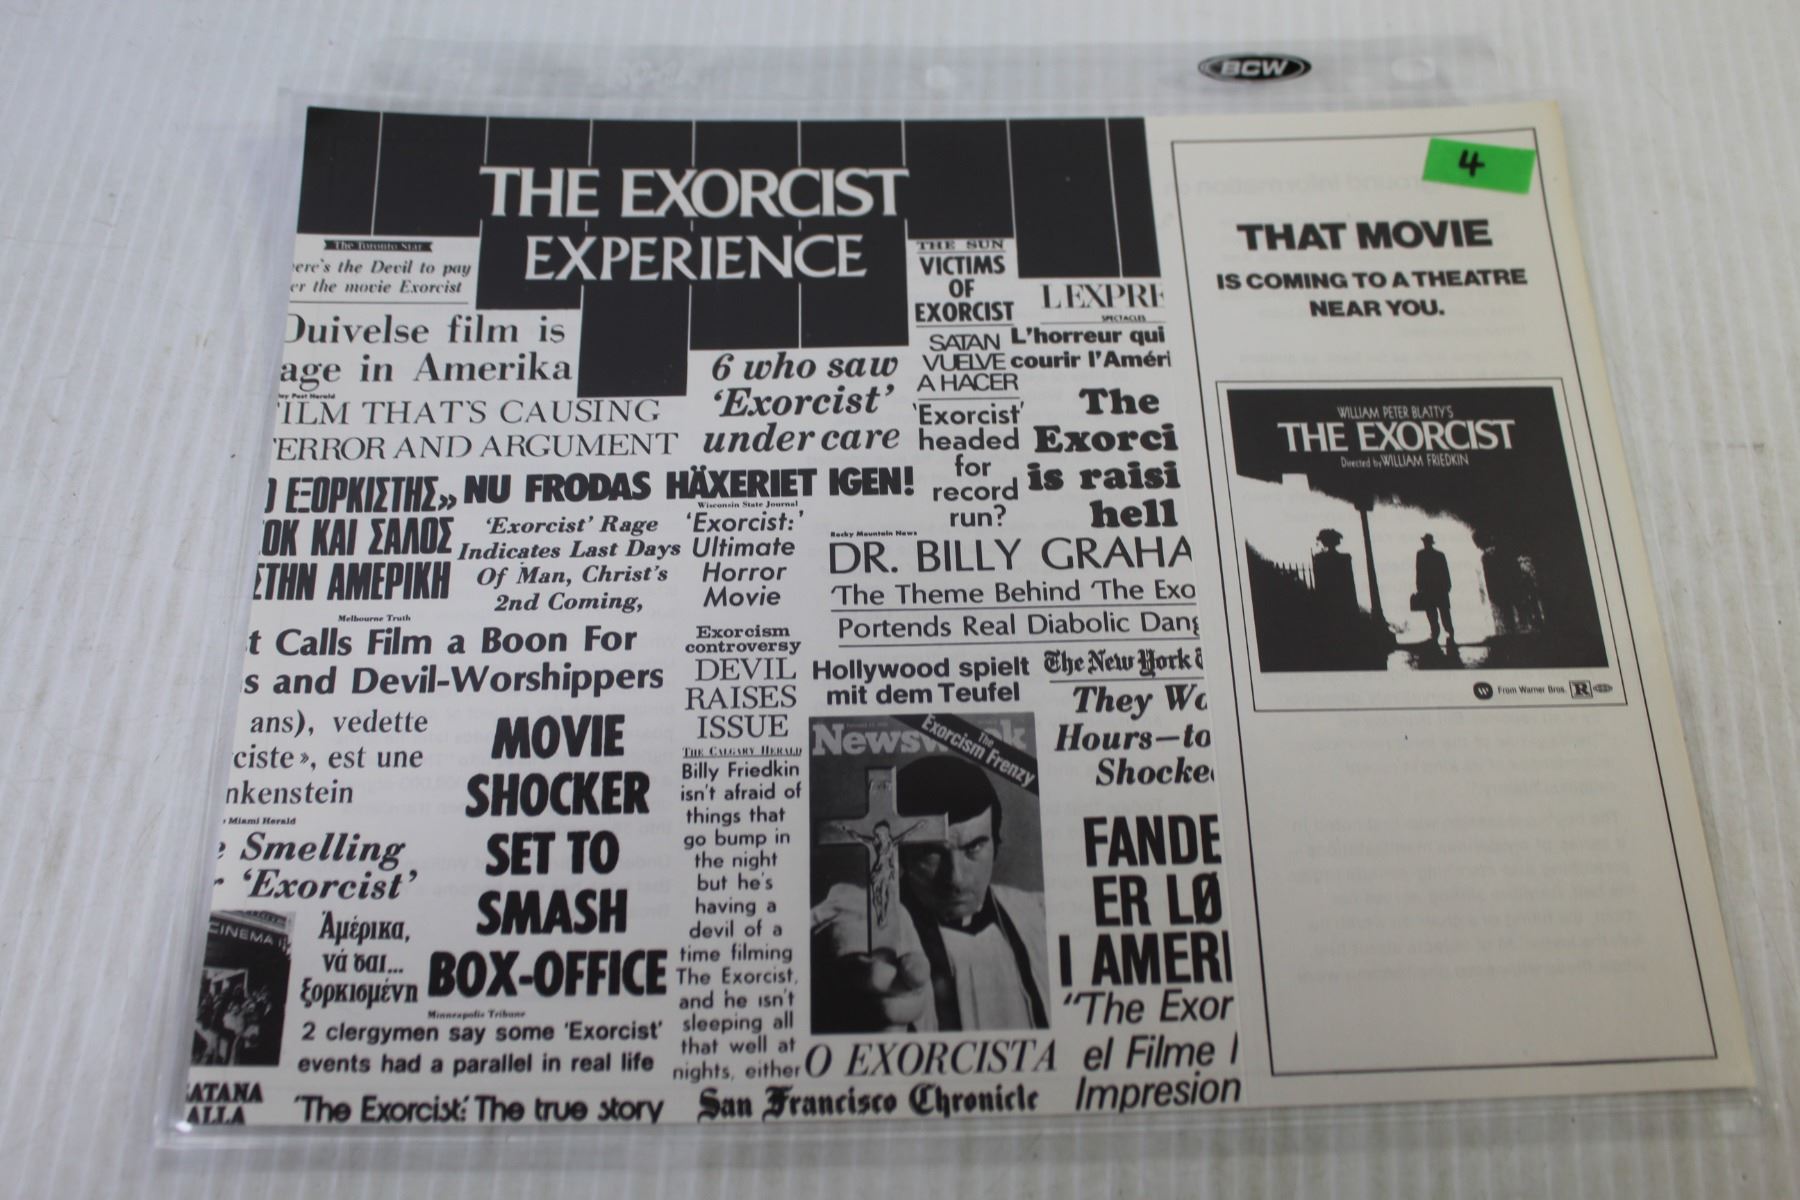 BCW
THE EXORCIST
EXPERIENCE
The Toronto Star
ere's the Devil to pay
er the movie Exorcist
Duivelse film is
age in Amerika
Post Herald
ILM THAT'S CAUSING
ERROR AND ARGUMENT
6 who saw
'Exorcist'
under care
THE SUN
VICTIMS
OF
EXORCIST
SATAN
VUELVE
A HACER
'Exorcist'
headed
for
record
run?
L'EXPRE
SPECTACLES
L'horreur qui
courir l'Améri
The
Exorci
is raisi
hell
Ο ΕΞΟΡΚΙΣΤΗΣ»
ΣΟΚ ΚΑΙ ΣΑΛΟΣ
ΣΤΗΝ ΑΜΕΡΙΚΗ
NU FRODAS HÄXERIET IGEN!
'Exorcist' Rage
Indicates Last Days
Of Man, Christ's
2nd Coming,
Wisconsin State Journal
'Exorcist:'
Ultimate
Horror
Movie
Rocky Mountain News
DR. BILLY GRAHA
'The Theme Behind 'The Exo
Portends Real Diabolic Dang
Melbourne Truth
t Calls Film a Boon For
s and Devil-Worshippers
Exorcism
controversy
DEVIL
RAISES
ISSUE
THE CALGARY HERALD
Billy Friedkin
isn't afraid of
things that
go bump in
the night
but he's
having a
devil of a
time filming
The Exorcist,
and he isn't
sleeping all
that well at
nights, either
Hollywood spielt
mit dem Teufel
The New York
They Wa
Hours—to
Shocke
ans), vedette
ciste», est une
nkenstein
Miami Herald
e Smelling
r 'Exorcist'
MOVIE
SHOCKER
SET TO
SMASH
BOX-OFFICE
Newsw k
The
Exorcism Frenzy
FANDE
ER LØ
I AMERI
CINEMA
Ἀμέρικα,
νά δαι...
ξορκισμένη
Minneapolis Tribune
2 clergymen say some 'Exorcist'
events had a parallel in real life
O EXORCISTA
"The Exor
el Filme
Impresion
ATANA
ALLA
'The Exorcist:' The true story
San Francisco Chronicle
4
THAT MOVIE
IS COMING TO A THEATRE
NEAR YOU.
WILLIAM PETER BLATTY'S
THE EXORCIST
Directed by WILLIAM FRIEDKIN
From Warner Bros.
R